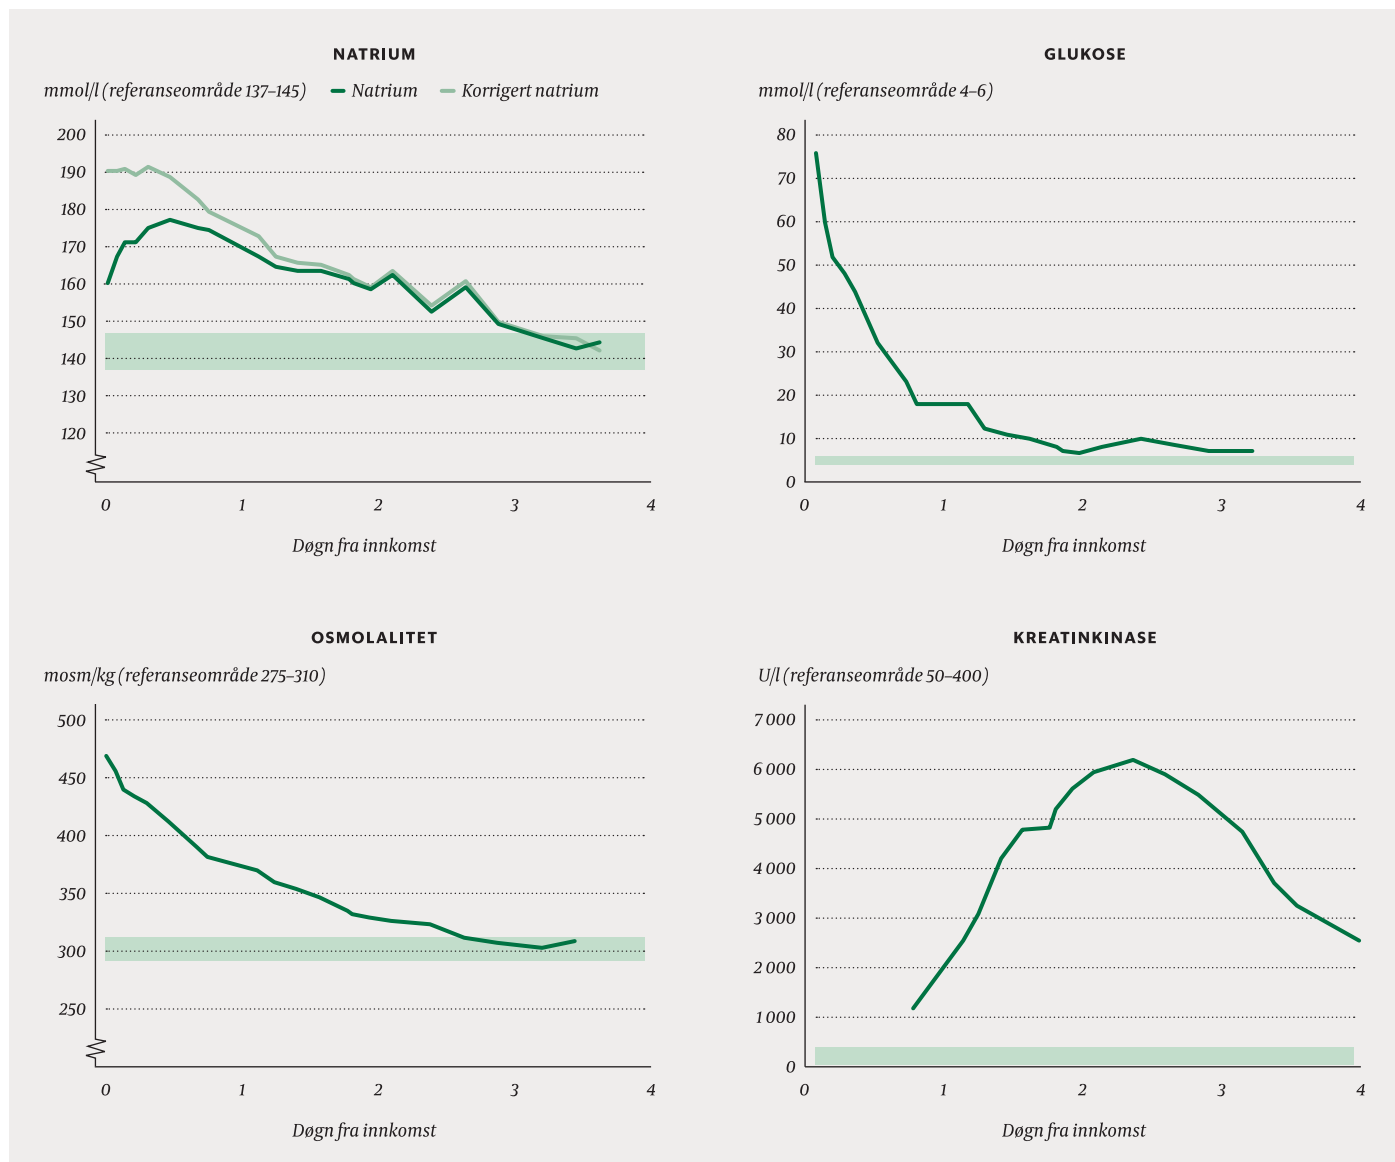 NATRIUM
mmol/l (referanseområde 137–145) Natrium Korrigert natrium
200
190
180
170
160
150
140
130
120
0 1 2 3 4
Døgn fra innkomst
GLUKOSE
mmol/l (referanseområde 4–6)
80
70
60
50
40
30
20
10
0
0 1 2 3 4
Døgn fra innkomst
OSMOLALITET
mosm/kg (referanseområde 275–310)
500
450
400
350
300
250
0 1 2 3 4
Døgn fra innkomst
KREATINKINASE
U/l (referanseområde 50–400)
7 000
6 000
5 000
4 000
3 000
2 000
1 000
0
0 1 2 3 4
Døgn fra innkomst